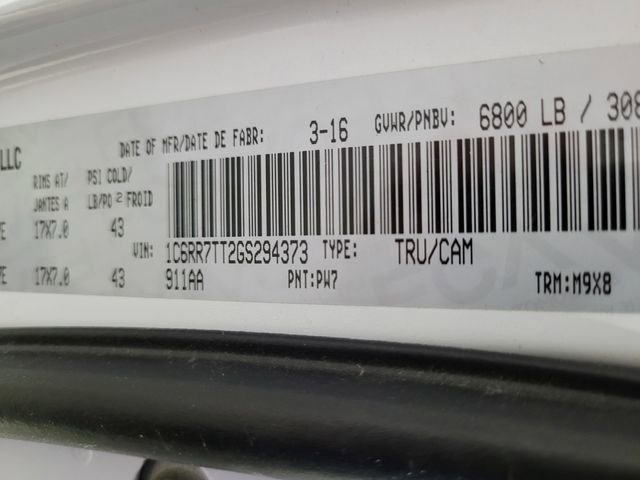 LLC DATE OF MFR/DATE DE FABR: 3-16 GVWR/PNBV: 6800 LB / 308
RIMS AT/ PSI COLD/
JANTES A LB/PO 2 FROID
17X7.0 43
VIN: 1C6RR7TT2GS294373 TYPE: TRU/CAM
17X7.0 43 911AA PNT:PW7 TRM:M9X8